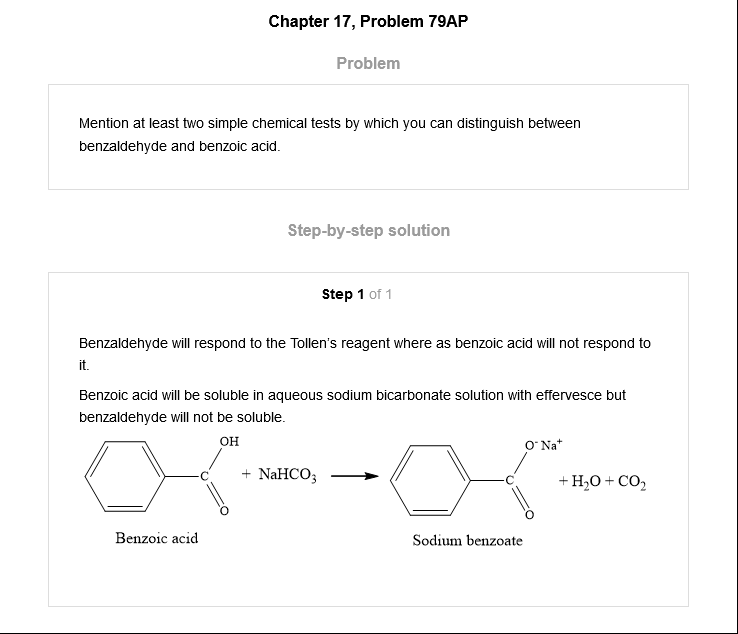 Chapter 17, Problem 79AP
Problem
Mention at least two simple chemical tests by which you can distinguish between
benzaldehyde and benzoic acid.
Step-by-step solution
Step 1 of 1
Benzaldehyde will respond to the Tollen's reagent where as benzoic acid will not respond to
it.
Benzoic acid will be soluble in aqueous sodium bicarbonate solution with effervesce but
benzaldehyde will not be soluble.
OH
C
O
+ NaHCO₃
O⁻ Na⁺
C
O
+ H₂O + CO₂
Benzoic acid
Sodium benzoate